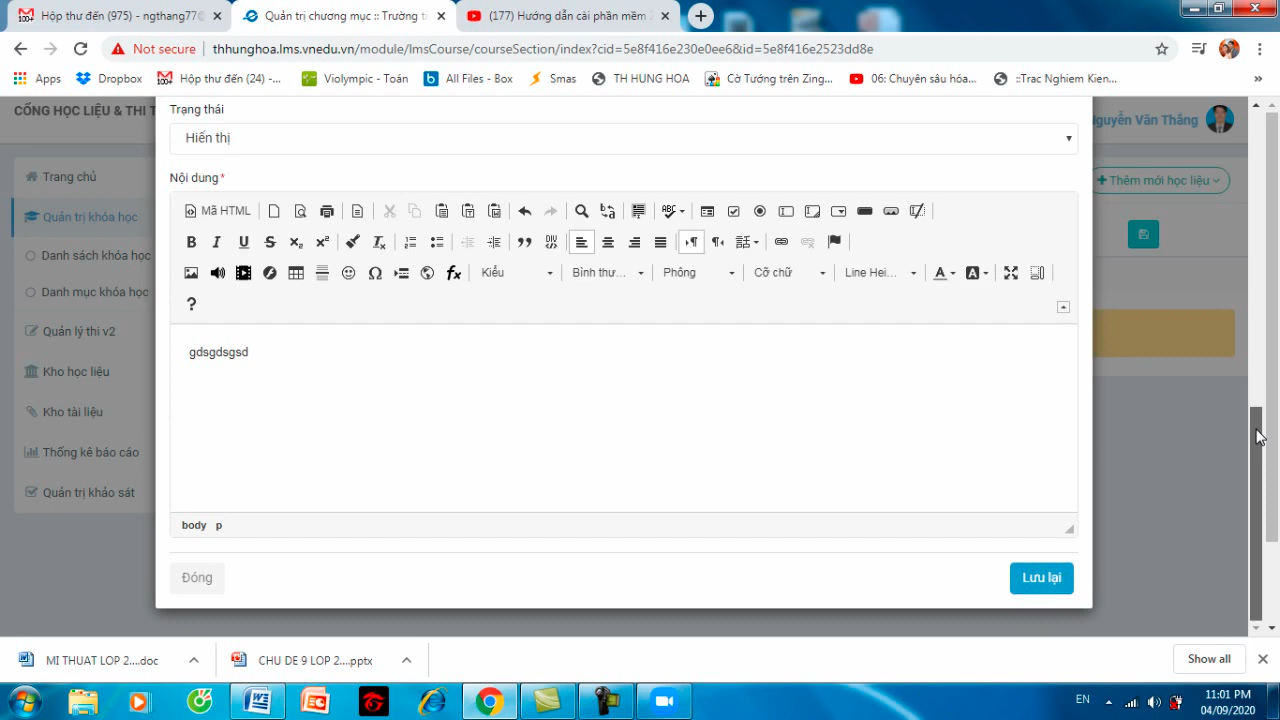 Hộp thư đến (975) - ngthang77@
Quản trị chương mục :: Trường t
(177) Hướng dẫn cài phần mềm 2
Not secure
thhunghoa.lms.vnedu.vn/module/lmsCourse/courseSection/index?cid=5e8f416e230e0ee6&id=5e8f416e2523dd8e
Apps
Dropbox
Hộp thư đến (24) -...
Violympic - Toán
All Files - Box
Smas
TH HUNG HOA
Cờ Tướng trên Zing...
06: Chuyên sâu hóa...
::Trac Nghiem Kien...
»
CỔNG HỌC LIỆU & THI T
Nguyễn Văn Thắng
Trang chủ
Quản trị khóa học
Danh sách khóa học
Danh mục khóa học
Quản lý thi v2
Kho học liệu
Kho tài liệu
Thống kê báo cáo
Quản trị khảo sát
+ Thêm mới học liệu
Trạng thái
Hiển thị
Nội dung *
Mã HTML
Kiểu
Bình thư...
Phông
Cỡ chữ
Line Hei...
?
gdsgdsgsd
body p
Đóng
Lưu lại
MI THUAT LOP 2....doc
CHU DE 9 LOP 2....pptx
Show all
EN
11:01 PM
04/09/2020